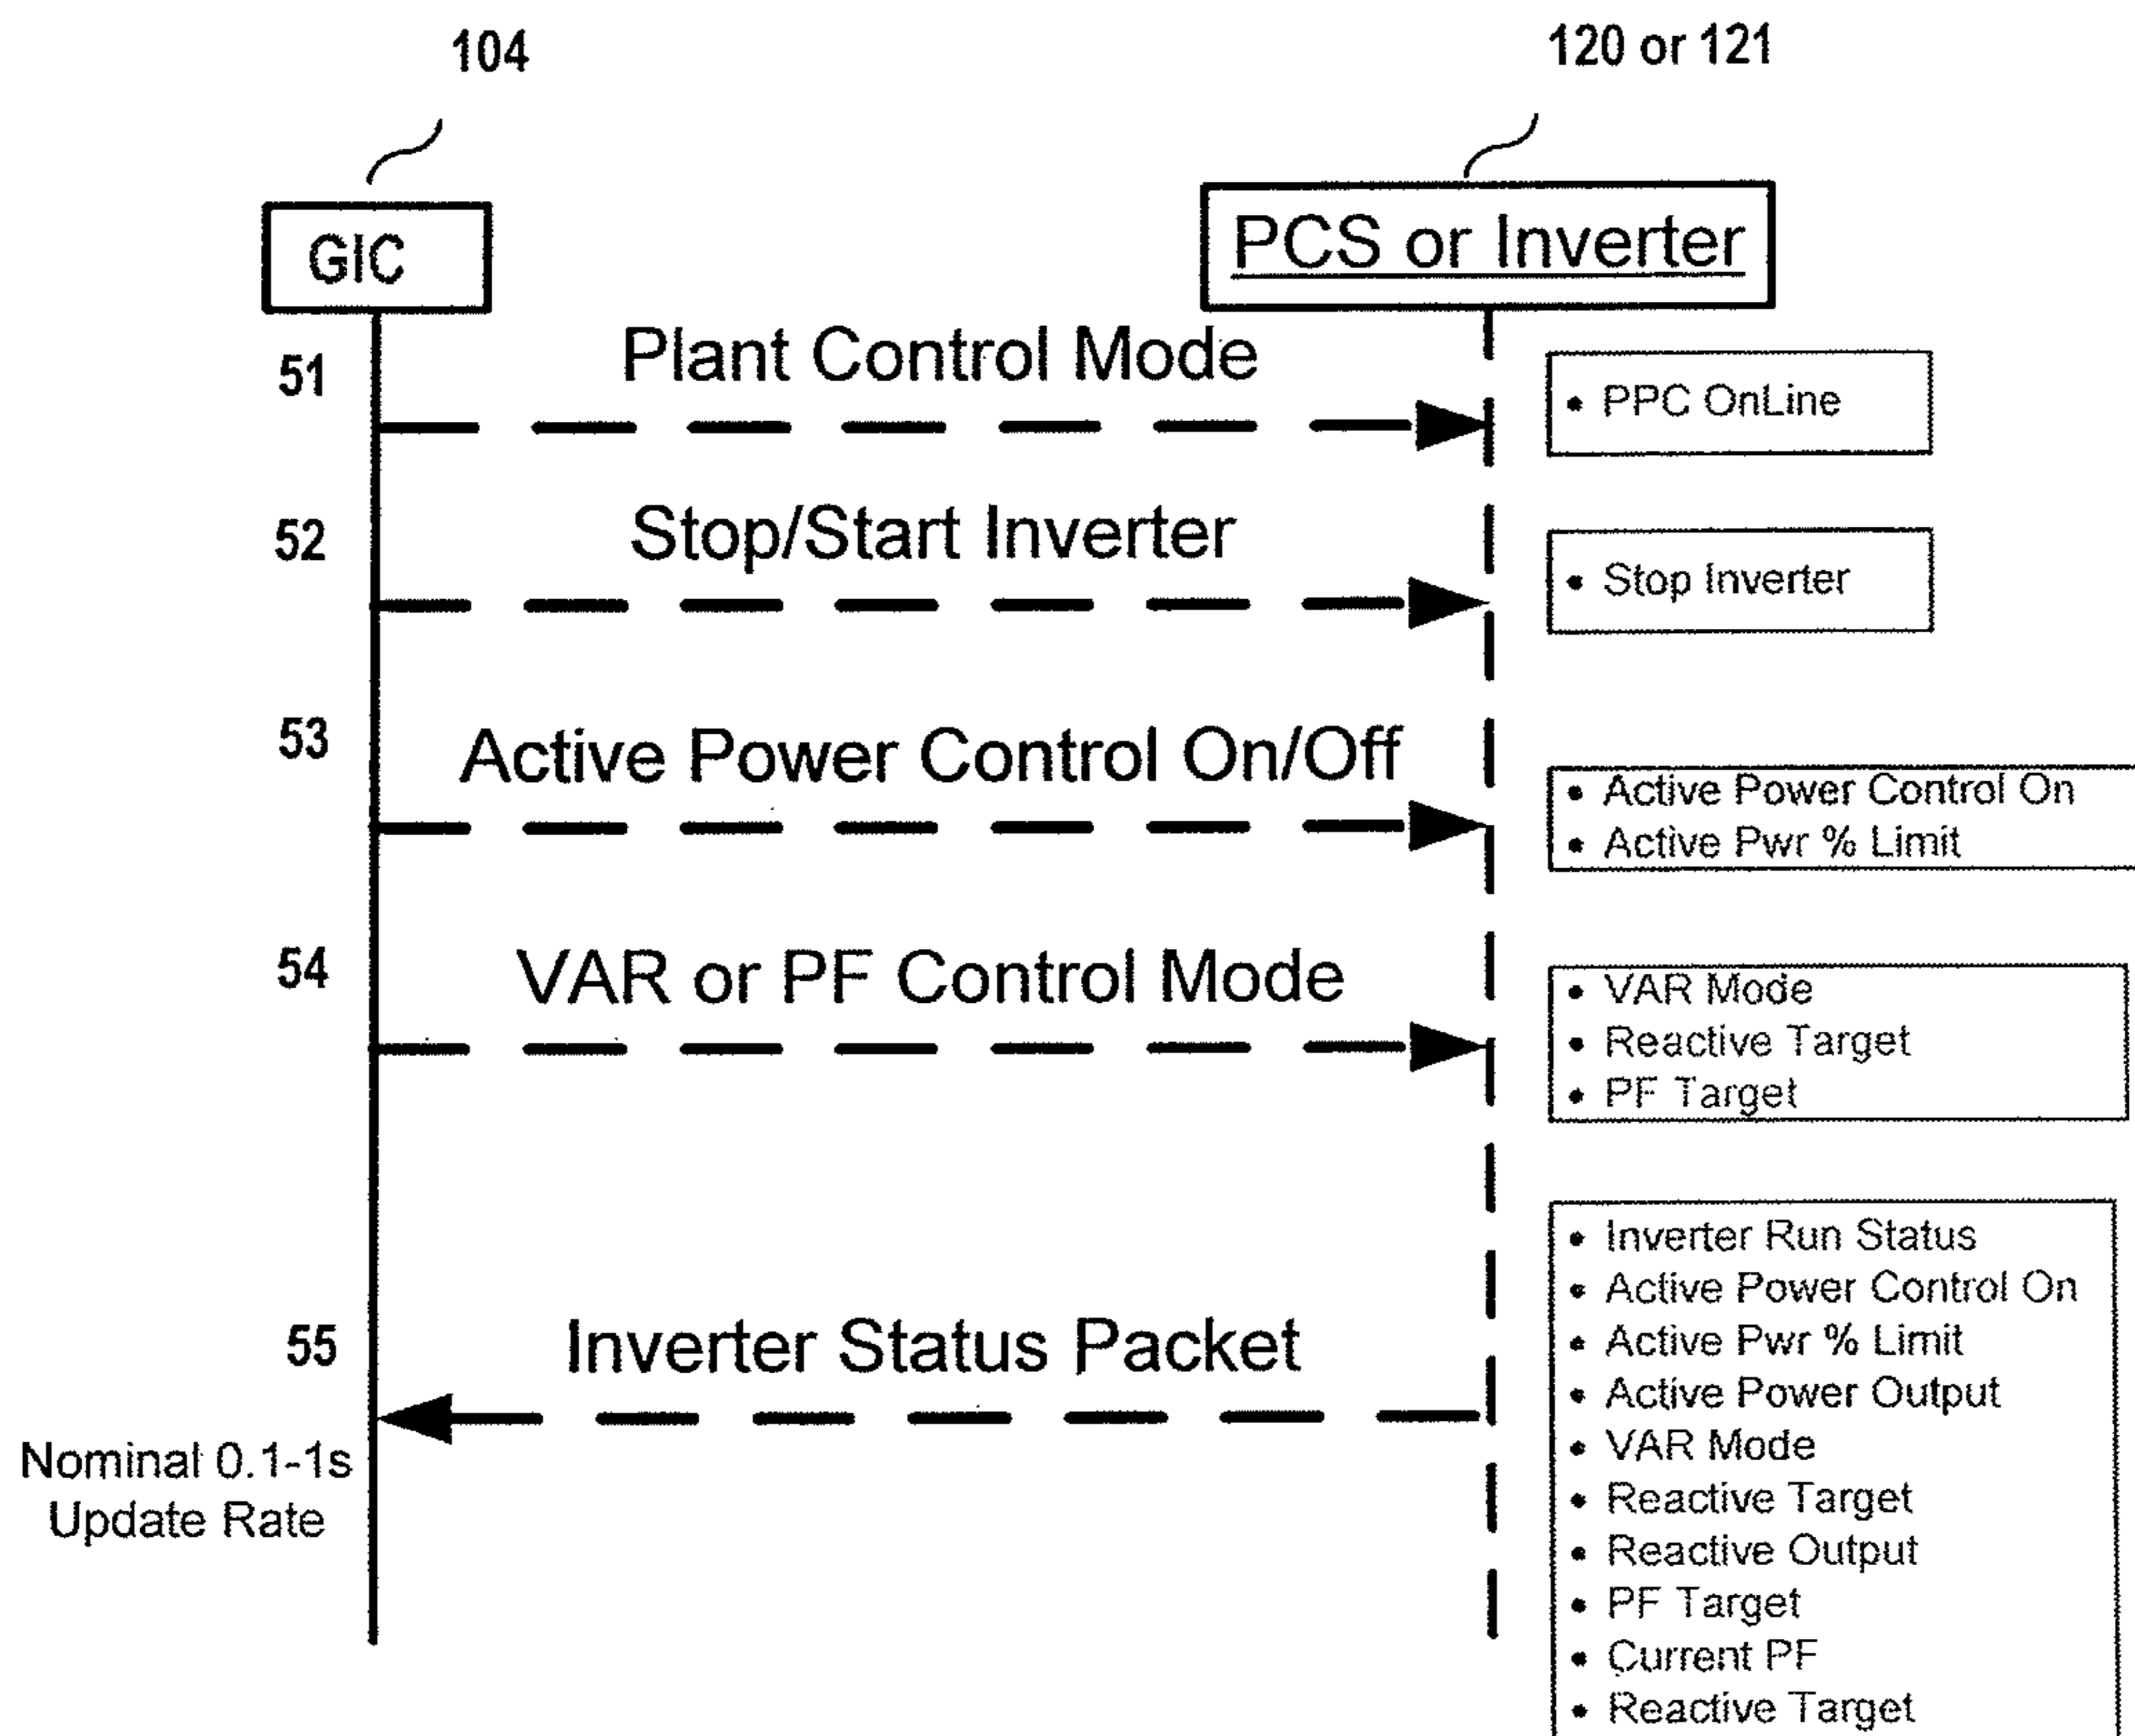 104
120 or 121
GIC
PCS or Inverter
51
Plant Control Mode
• PPC OnLine
52
Stop/Start Inverter
• Stop Inverter
53
Active Power Control On/Off
• Active Power Control On
• Active Pwr % Limit
54
VAR or PF Control Mode
• VAR Mode
• Reactive Target
• PF Target
55
Inverter Status Packet
Nominal 0.1-1s
Update Rate
• Inverter Run Status
• Active Power Control On
• Active Pwr % Limit
• Active Power Output
• VAR Mode
• Reactive Target
• Reactive Output
• PF Target
• Current PF
• Reactive Target